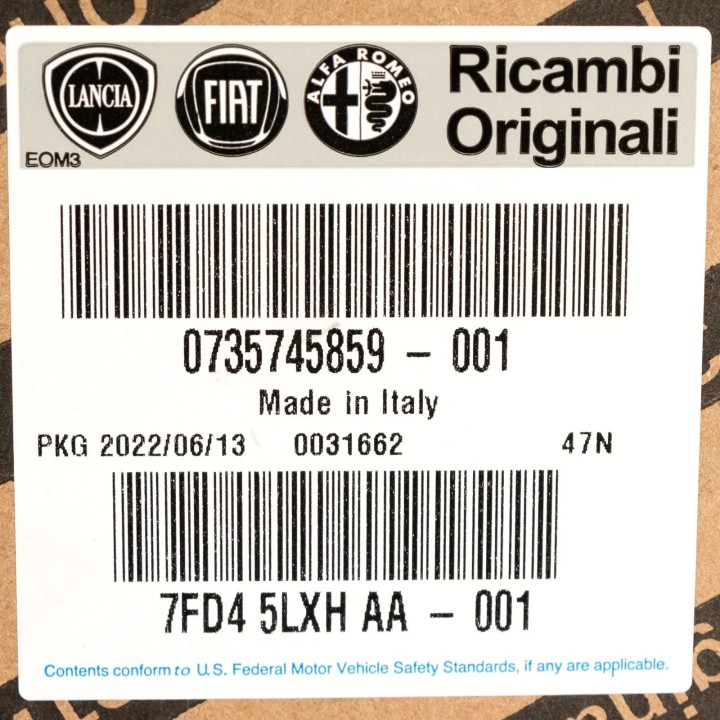 LANCIA
FIAT
ALFA ROMEO
Ricambi
Originali
EOM3
0735745859 - 001
Made in Italy
PKG 2022/06/13 0031662 47N
7FD4 5LXH AA - 001
Contents conform to U.S. Federal Motor Vehicle Safety Standards, if any are applicable.